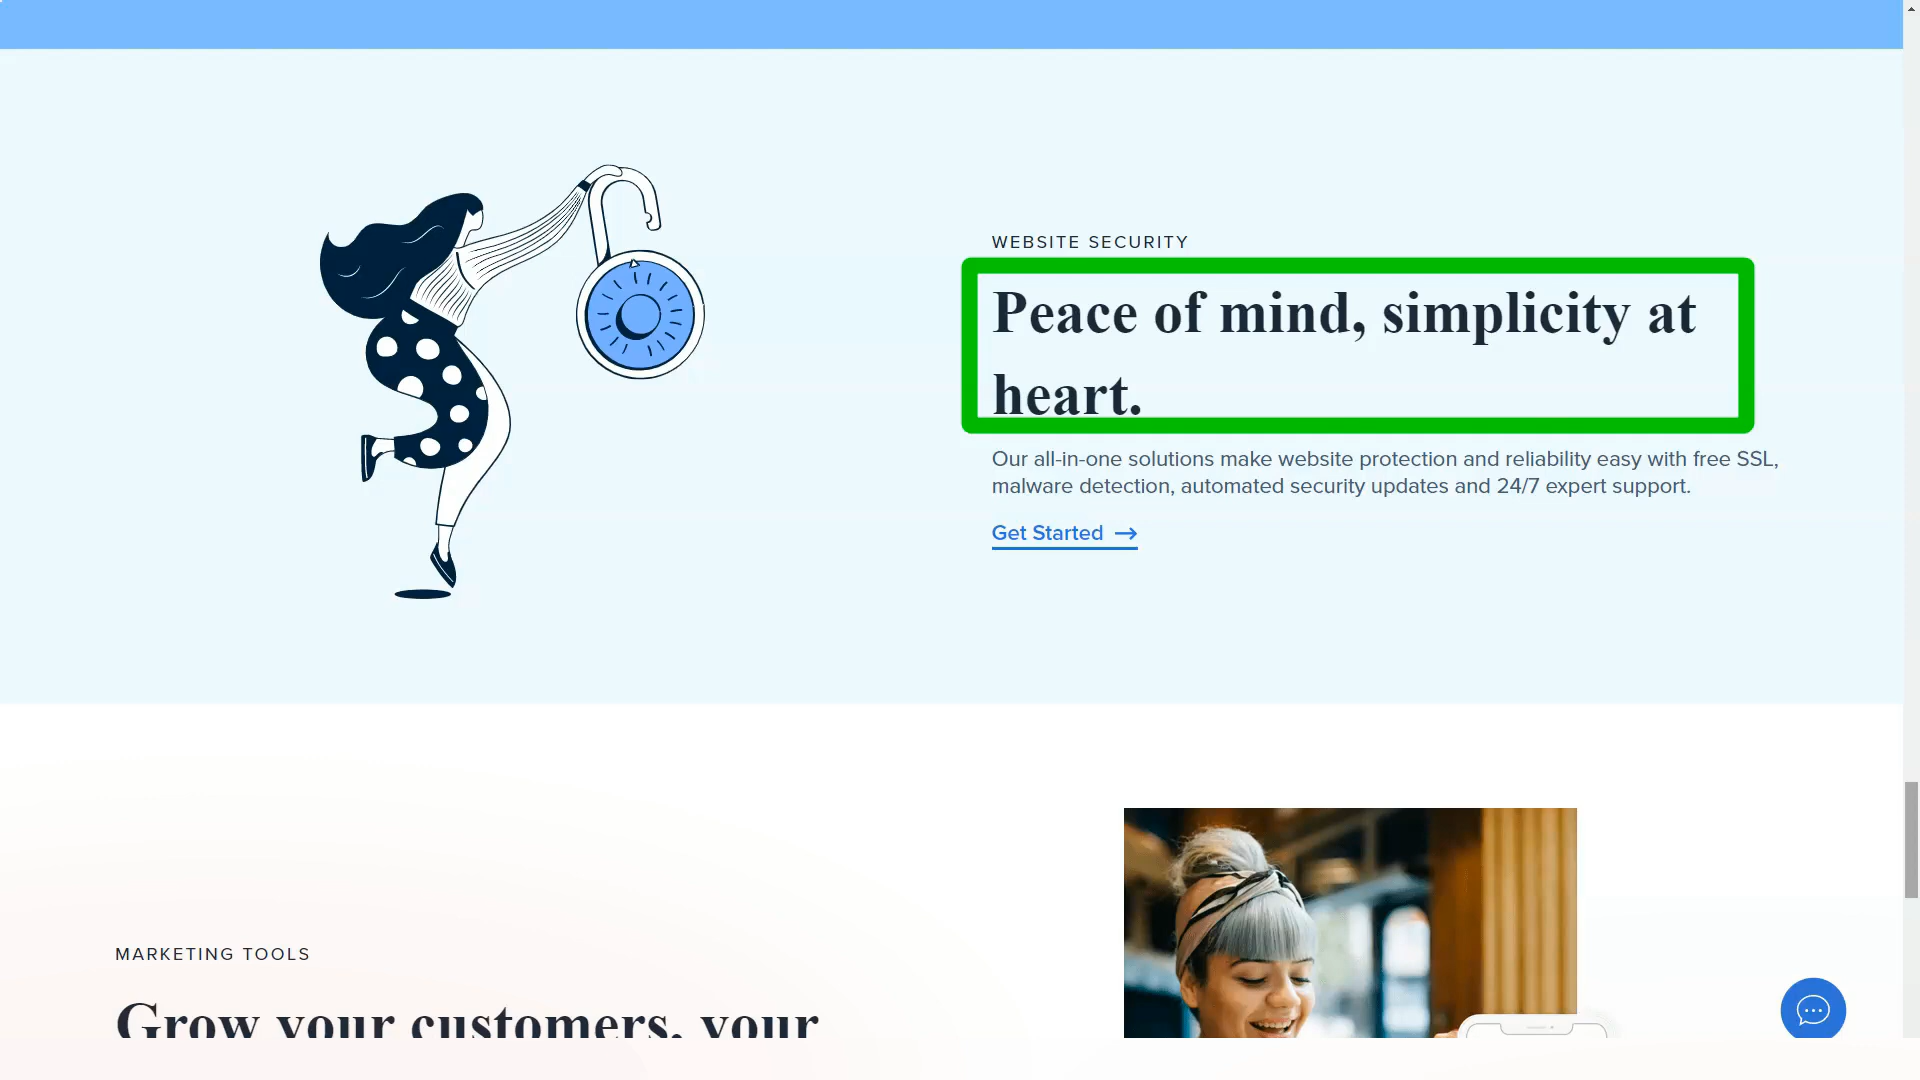 WEBSITE SECURITY
Peace of mind, simplicity at
heart.
Our all-in-one solutions make website protection and reliability easy with free SSL,
malware detection, automated security updates and 24/7 expert support.
Get Started →
MARKETING TOOLS
Grow your customers, your